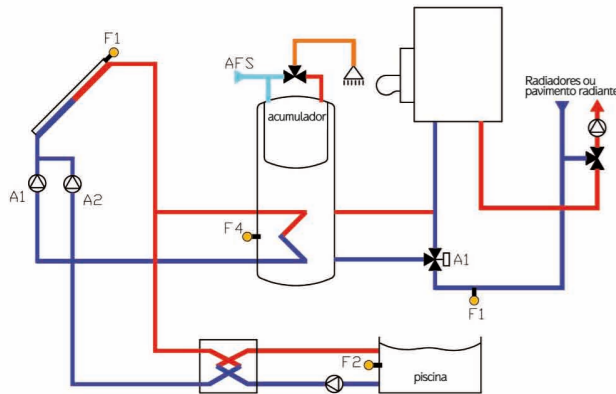 F1
AFS
acumulador
Radiadores ou
pavimento radiante
A1
A2
F4
A1
F1
F2
piscina